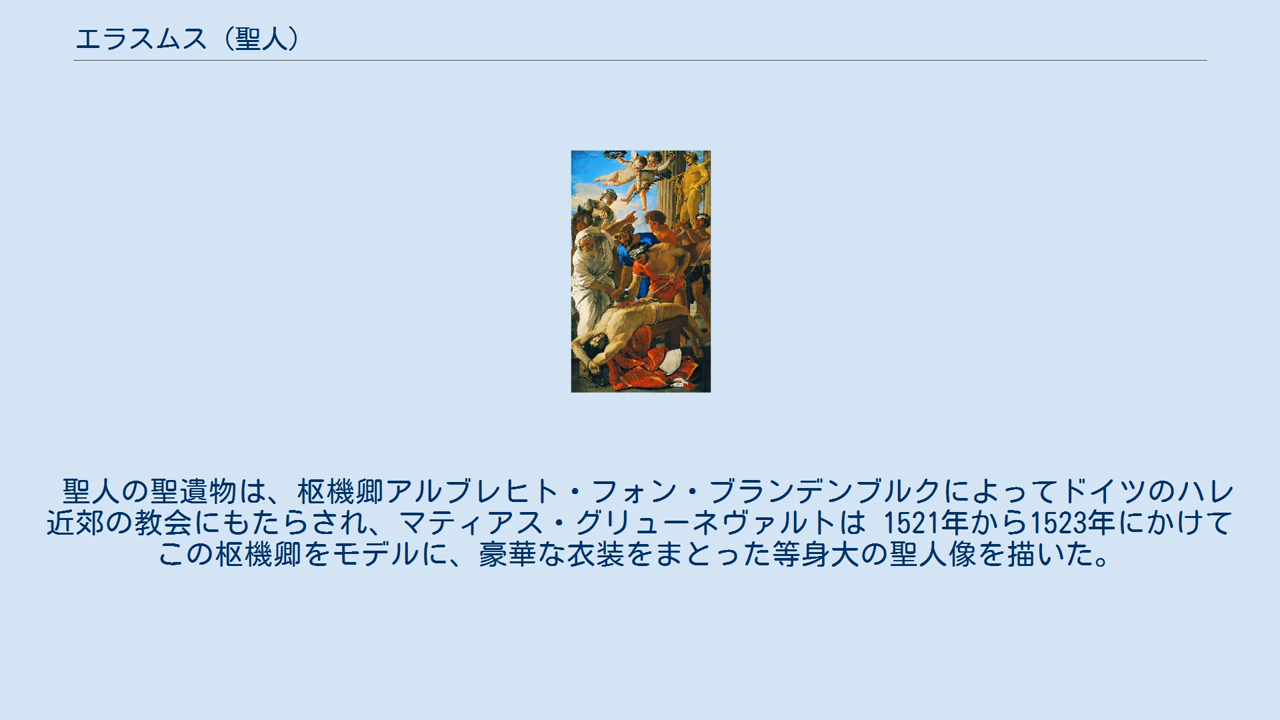 エラスムス（聖人）
聖人の聖遺物は、枢機卿アルブレヒト・フォン・ブランデンブルクによってドイツのハレ
近郊の教会にもたらされ、マティアス・グリューネヴァルトは 1521年から1523年にかけて
この枢機卿をモデルに、豪華な衣装をまとった等身大の聖人像を描いた。